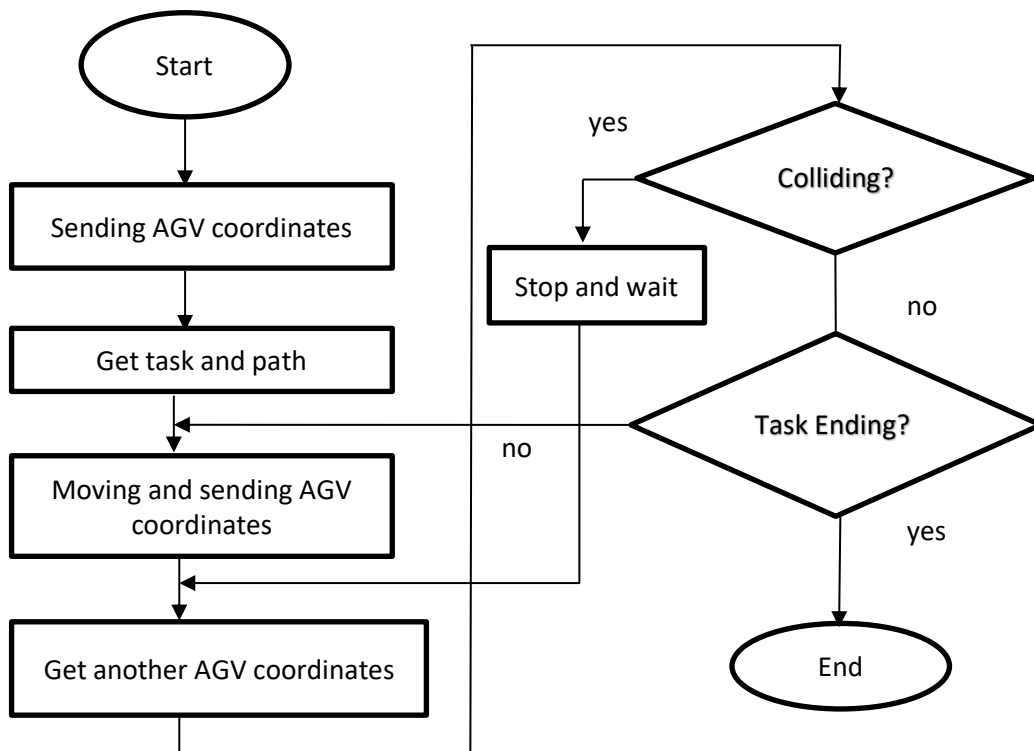 Start
Sending AGV coordinates
Get task and path
Moving and sending AGV
coordinates
Get another AGV coordinates
Colliding?
yes
Stop and wait
no
Task Ending?
no
yes
End